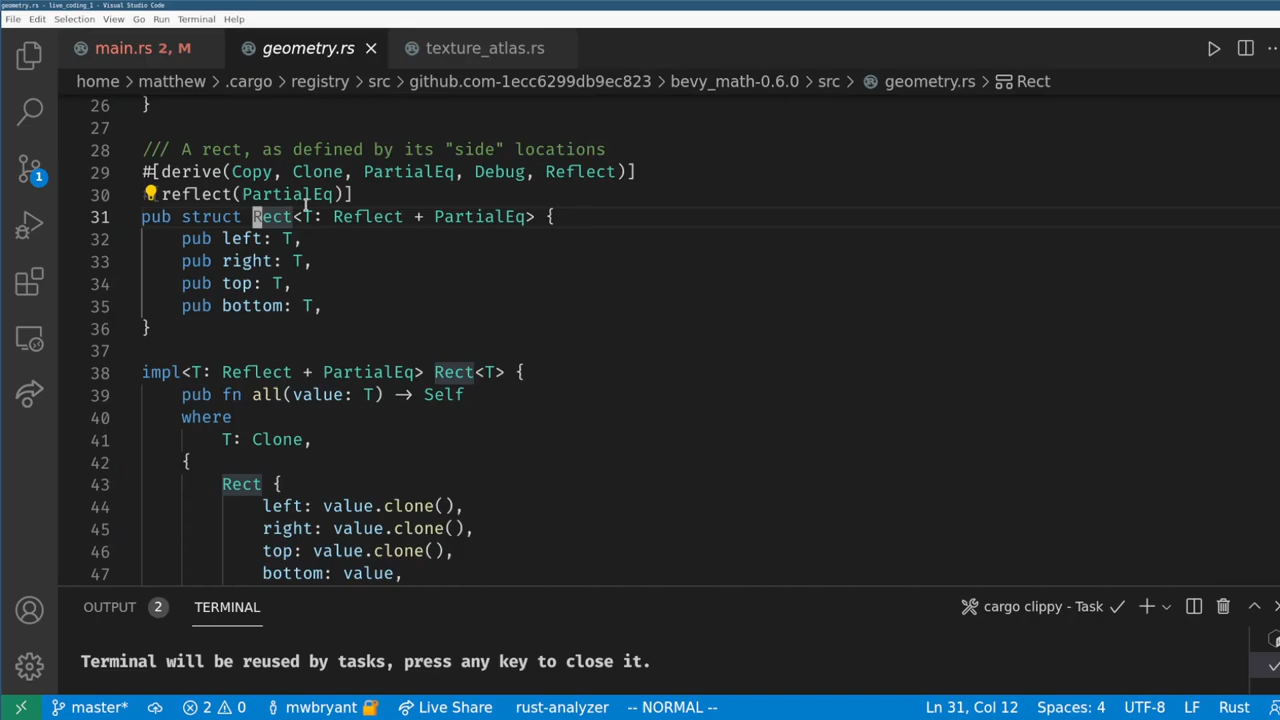 geometry.rs - live_coding_1 - Visual Studio Code
File Edit Selection View Go Run Terminal Help
main.rs 2, M geometry.rs texture_atlas.rs
home > matthew > .cargo > registry > src > github.com-1ecc6299db9ec823 > bevy_math-0.6.0 > src > geometry.rs > Rect
26 }
27
28 /// A rect, as defined by its "side" locations
29 #[derive(Copy, Clone, PartialEq, Debug, Reflect)]
30 reflect(PartialEq)]
31 pub struct Rect<T: Reflect + PartialEq> {
32 pub left: T,
33 pub right: T,
34 pub top: T,
35 pub bottom: T,
36 }
37
38 impl<T: Reflect + PartialEq> Rect<T> {
39 pub fn all(value: T) → Self
40 where
41 T: Clone,
42 {
43 Rect {
44 left: value.clone(),
45 right: value.clone(),
46 top: value.clone(),
47 bottom: value,
1
OUTPUT 2 TERMINAL cargo clippy - Task
Terminal will be reused by tasks, press any key to close it.
master* 2 0 mwbryant Live Share rust-analyzer -- NORMAL -- Ln 31, Col 12 Spaces: 4 UTF-8 LF Rust